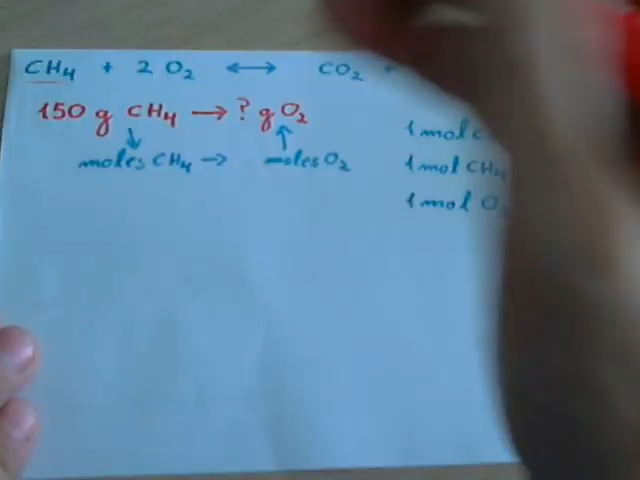 CH4 + 2 O2 ⟷ CO2 +
150 g CH4 → ? g O2
moles CH4 → moles O2
1 mol
1 mol CH4
1 mol O2